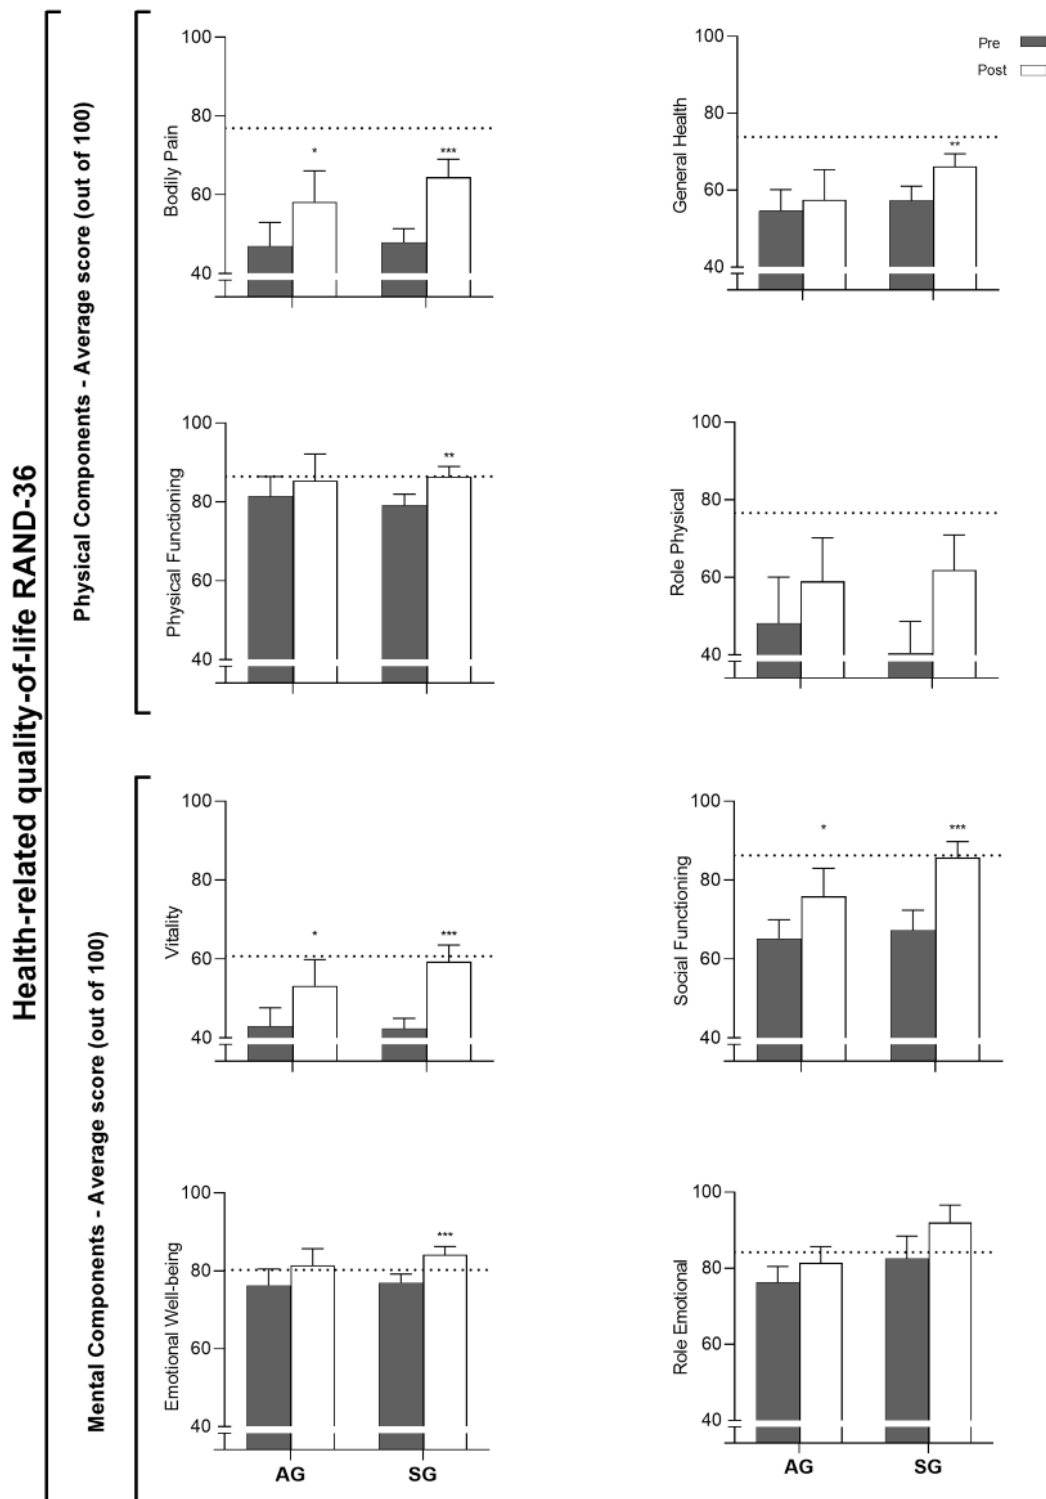 Health-related quality-of-life RAND-36
Physical Components - Average score (out of 100)
Bodily Pain
100
80
60
40
*
***
General Health
100
80
60
40
**
Pre
Post
Physical Functioning
100
80
60
40
**
Role Physical
100
80
60
40
Mental Components - Average score (out of 100)
Vitality
100
80
60
40
*
***
Social Functioning
100
80
60
40
*
***
Emotional Well-being
100
80
60
40
***
AG
SG
Role Emotional
100
80
60
40
AG
SG